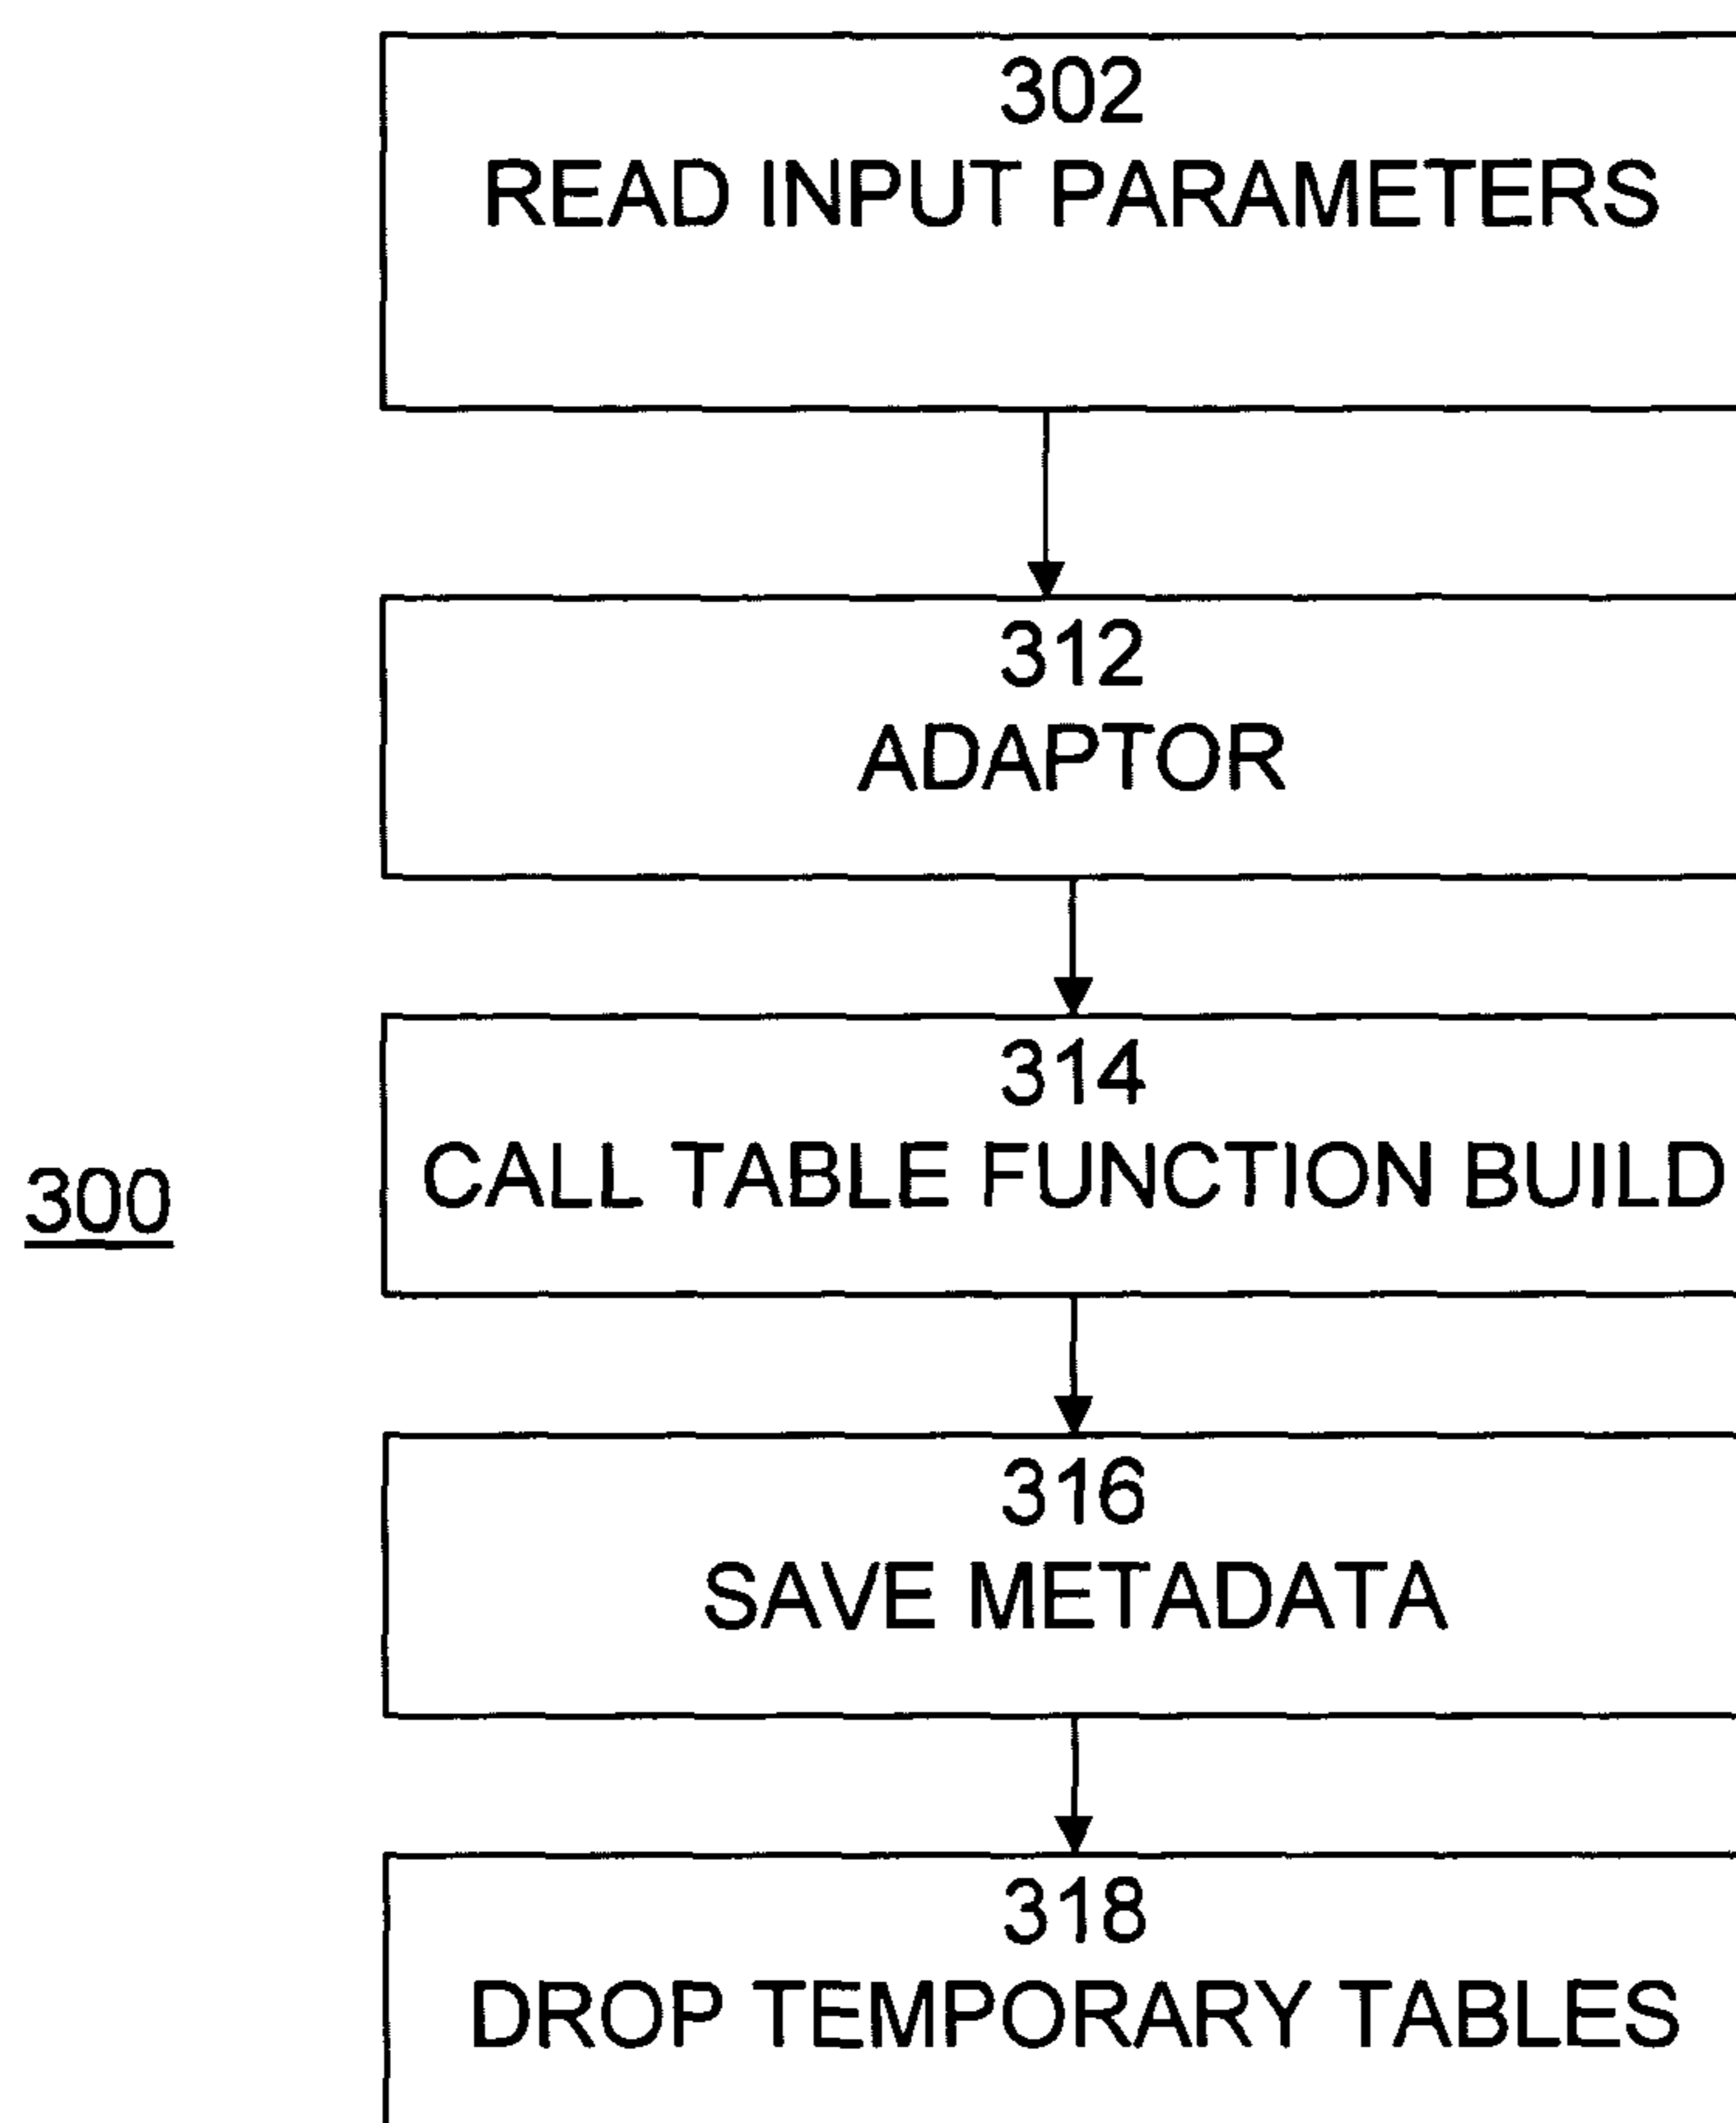 302
READ INPUT PARAMETERS
312
ADAPTOR
314
CALL TABLE FUNCTION BUILD
300
316
SAVE METADATA
318
DROP TEMPORARY TABLES